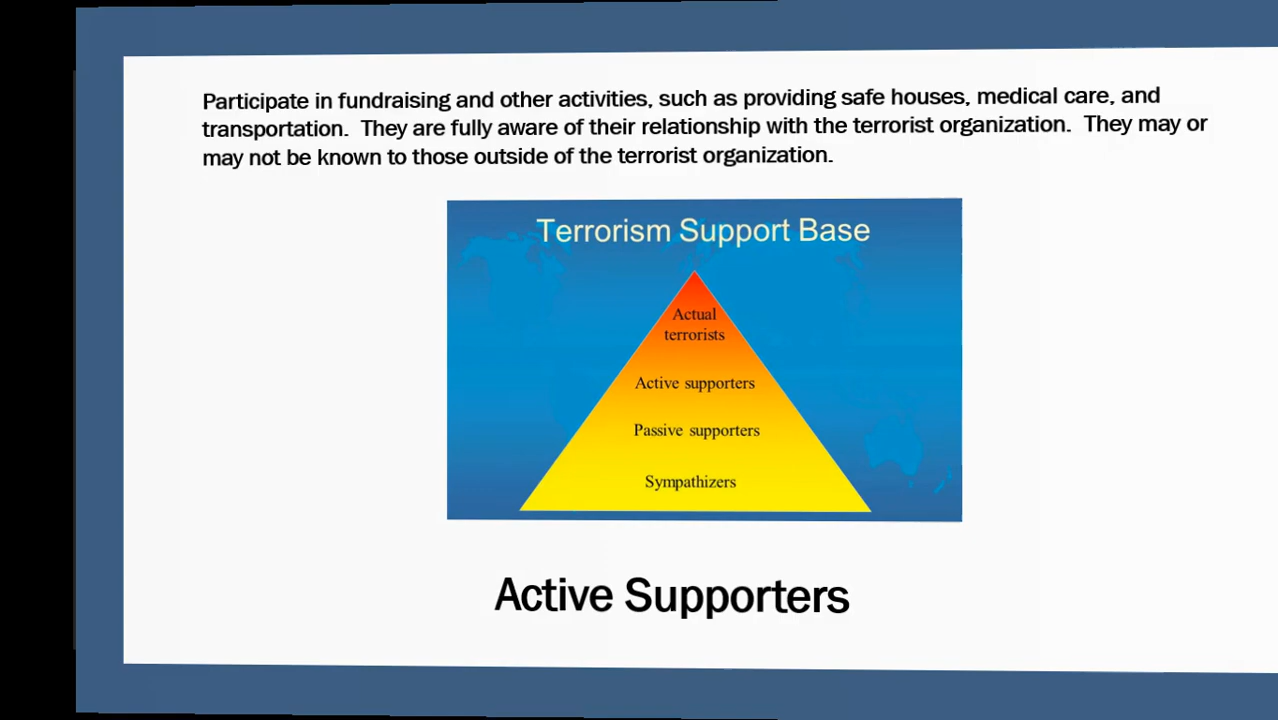 Participate in fundraising and other activities, such as providing safe houses, medical care, and
transportation.  They are fully aware of their relationship with the terrorist organization.  They may or
may not be known to those outside of the terrorist organization.
Terrorism Support Base
Actual
terrorists
Active supporters
Passive supporters
Sympathizers
Active Supporters